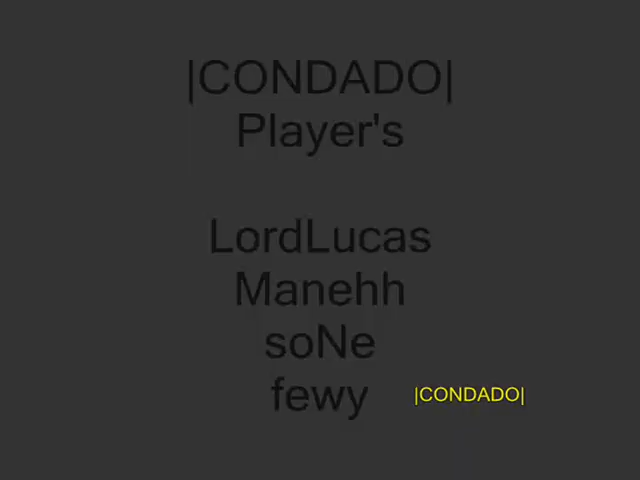 |CONDADO|
Player's
LordLucas
Manehh
soNe
fewy
|CONDADO|